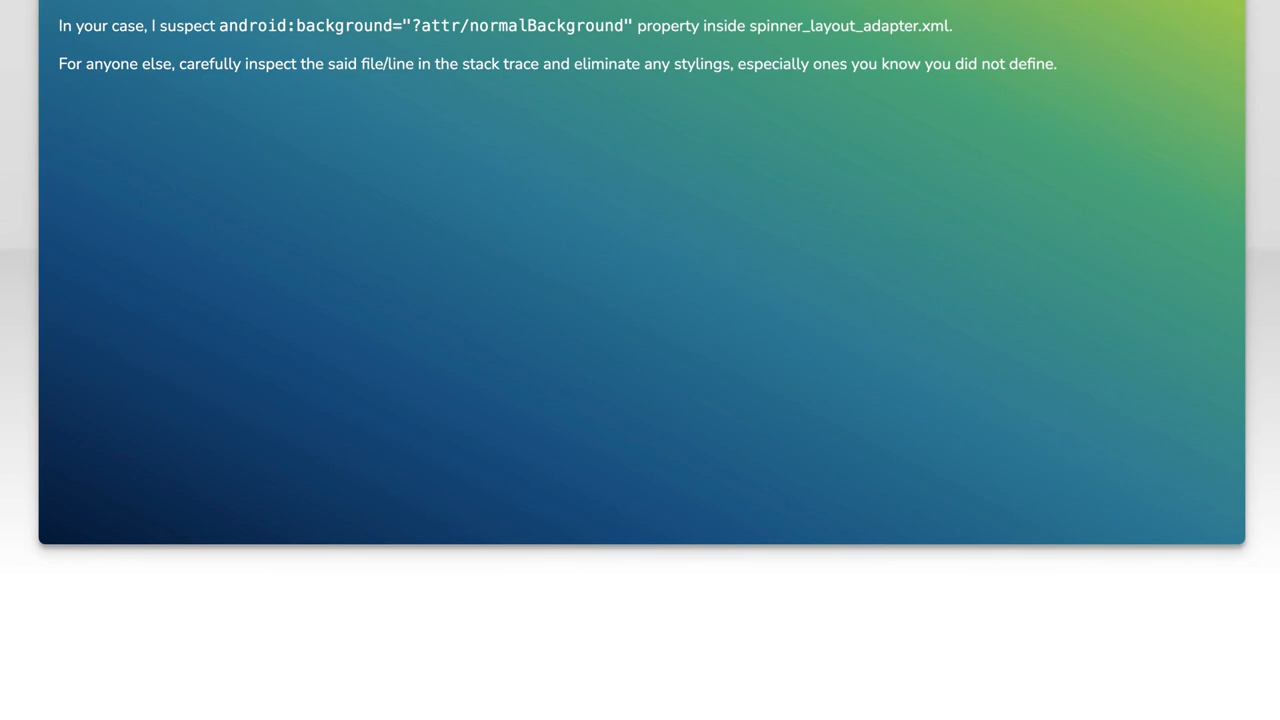 In your case, I suspect android:background="?attr/normalBackground" property inside spinner_layout_adapter.xml.
For anyone else, carefully inspect the said file/line in the stack trace and eliminate any stylings, especially ones you know you did not define.